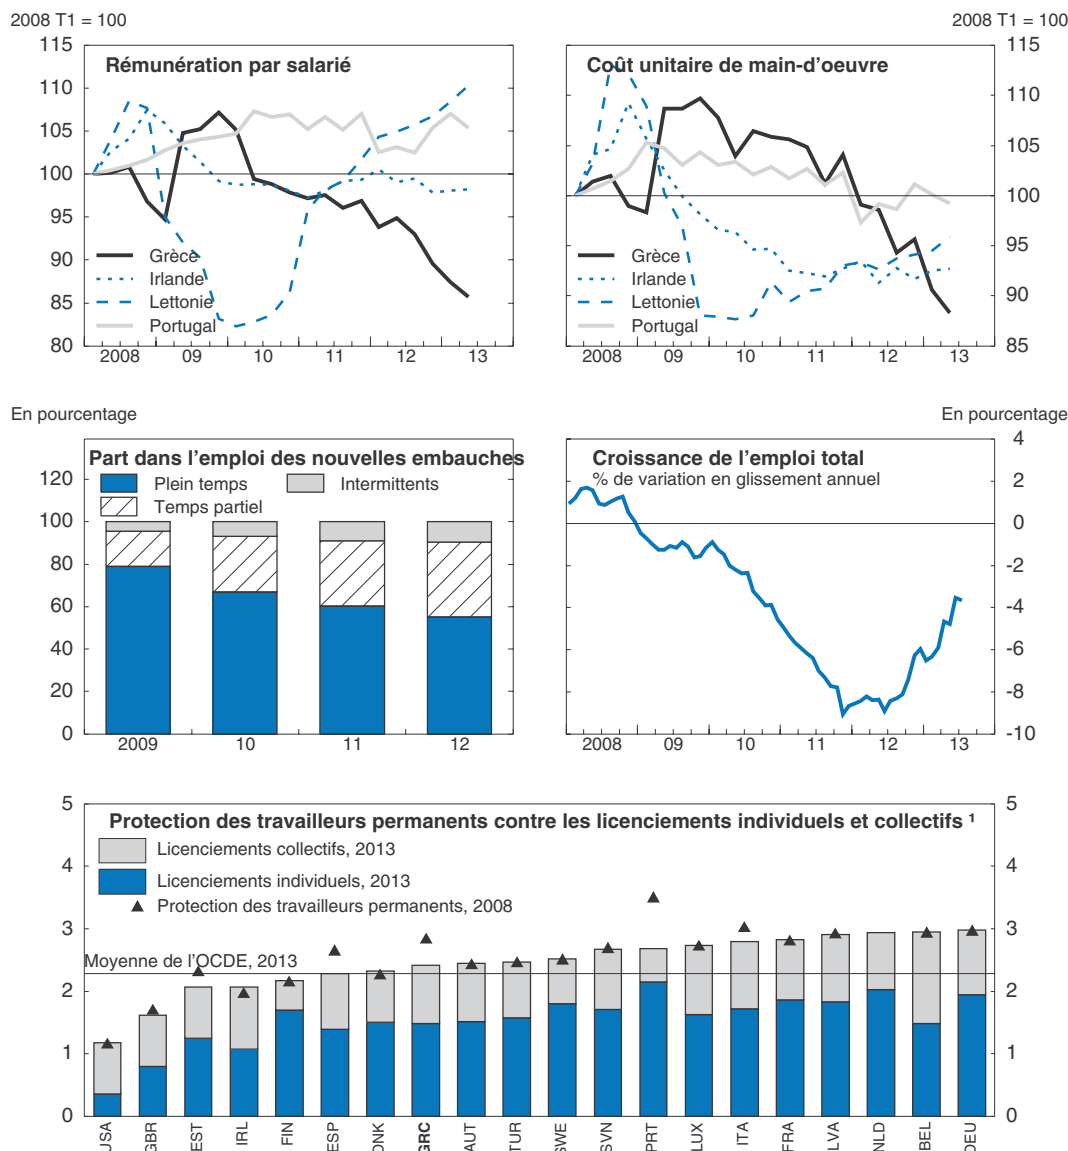 2008 T1 = 100
2008 T1 = 100
Rémunération par salarié
115
110
105
100
95
90
85
80
Grèce
Irlande
Lettonie
Portugal
2008 09 10 11 12 13
Coût unitaire de main-d'oeuvre
115
110
105
100
95
90
85
Grèce
Irlande
Lettonie
Portugal
2008 09 10 11 12 13
En pourcentage
En pourcentage
Part dans l'emploi des nouvelles embauches
Plein temps
Intermittents
Temps partiel
120
100
80
60
40
20
0
2009 10 11 12
Croissance de l'emploi total
% de variation en glissement annuel
4
2
0
-2
-4
-6
-8
-10
2008 09 10 11 12 13
Protection des travailleurs permanents contre les licenciements individuels et collectifs ¹
Licenciements collectifs, 2013
Licenciements individuels, 2013
Protection des travailleurs permanents, 2008
Moyenne de l'OCDE, 2013
5 5
4 4
3 3
2 2
1 1
0 0
USA GBR EST IRL FIN ESP DNK GRC AUT TUR SWE SVN PRT LUX ITA FRA LVA NLD BEL DEU